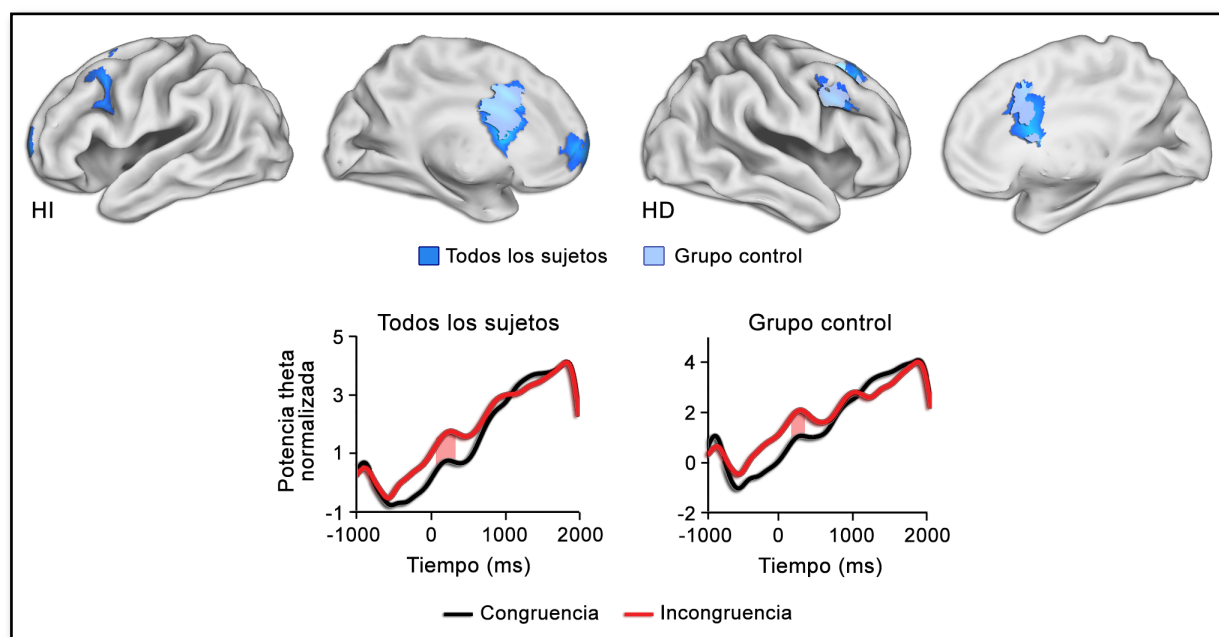 HI
HD
Todos los sujetos
Grupo control
Todos los sujetos
Grupo control
Potencia theta
normalizada
5
3
1
-1
-1000
0
1000
2000
Tiempo (ms)
4
2
0
-2
-1000
0
1000
2000
Tiempo (ms)
Congruencia
Incongruencia